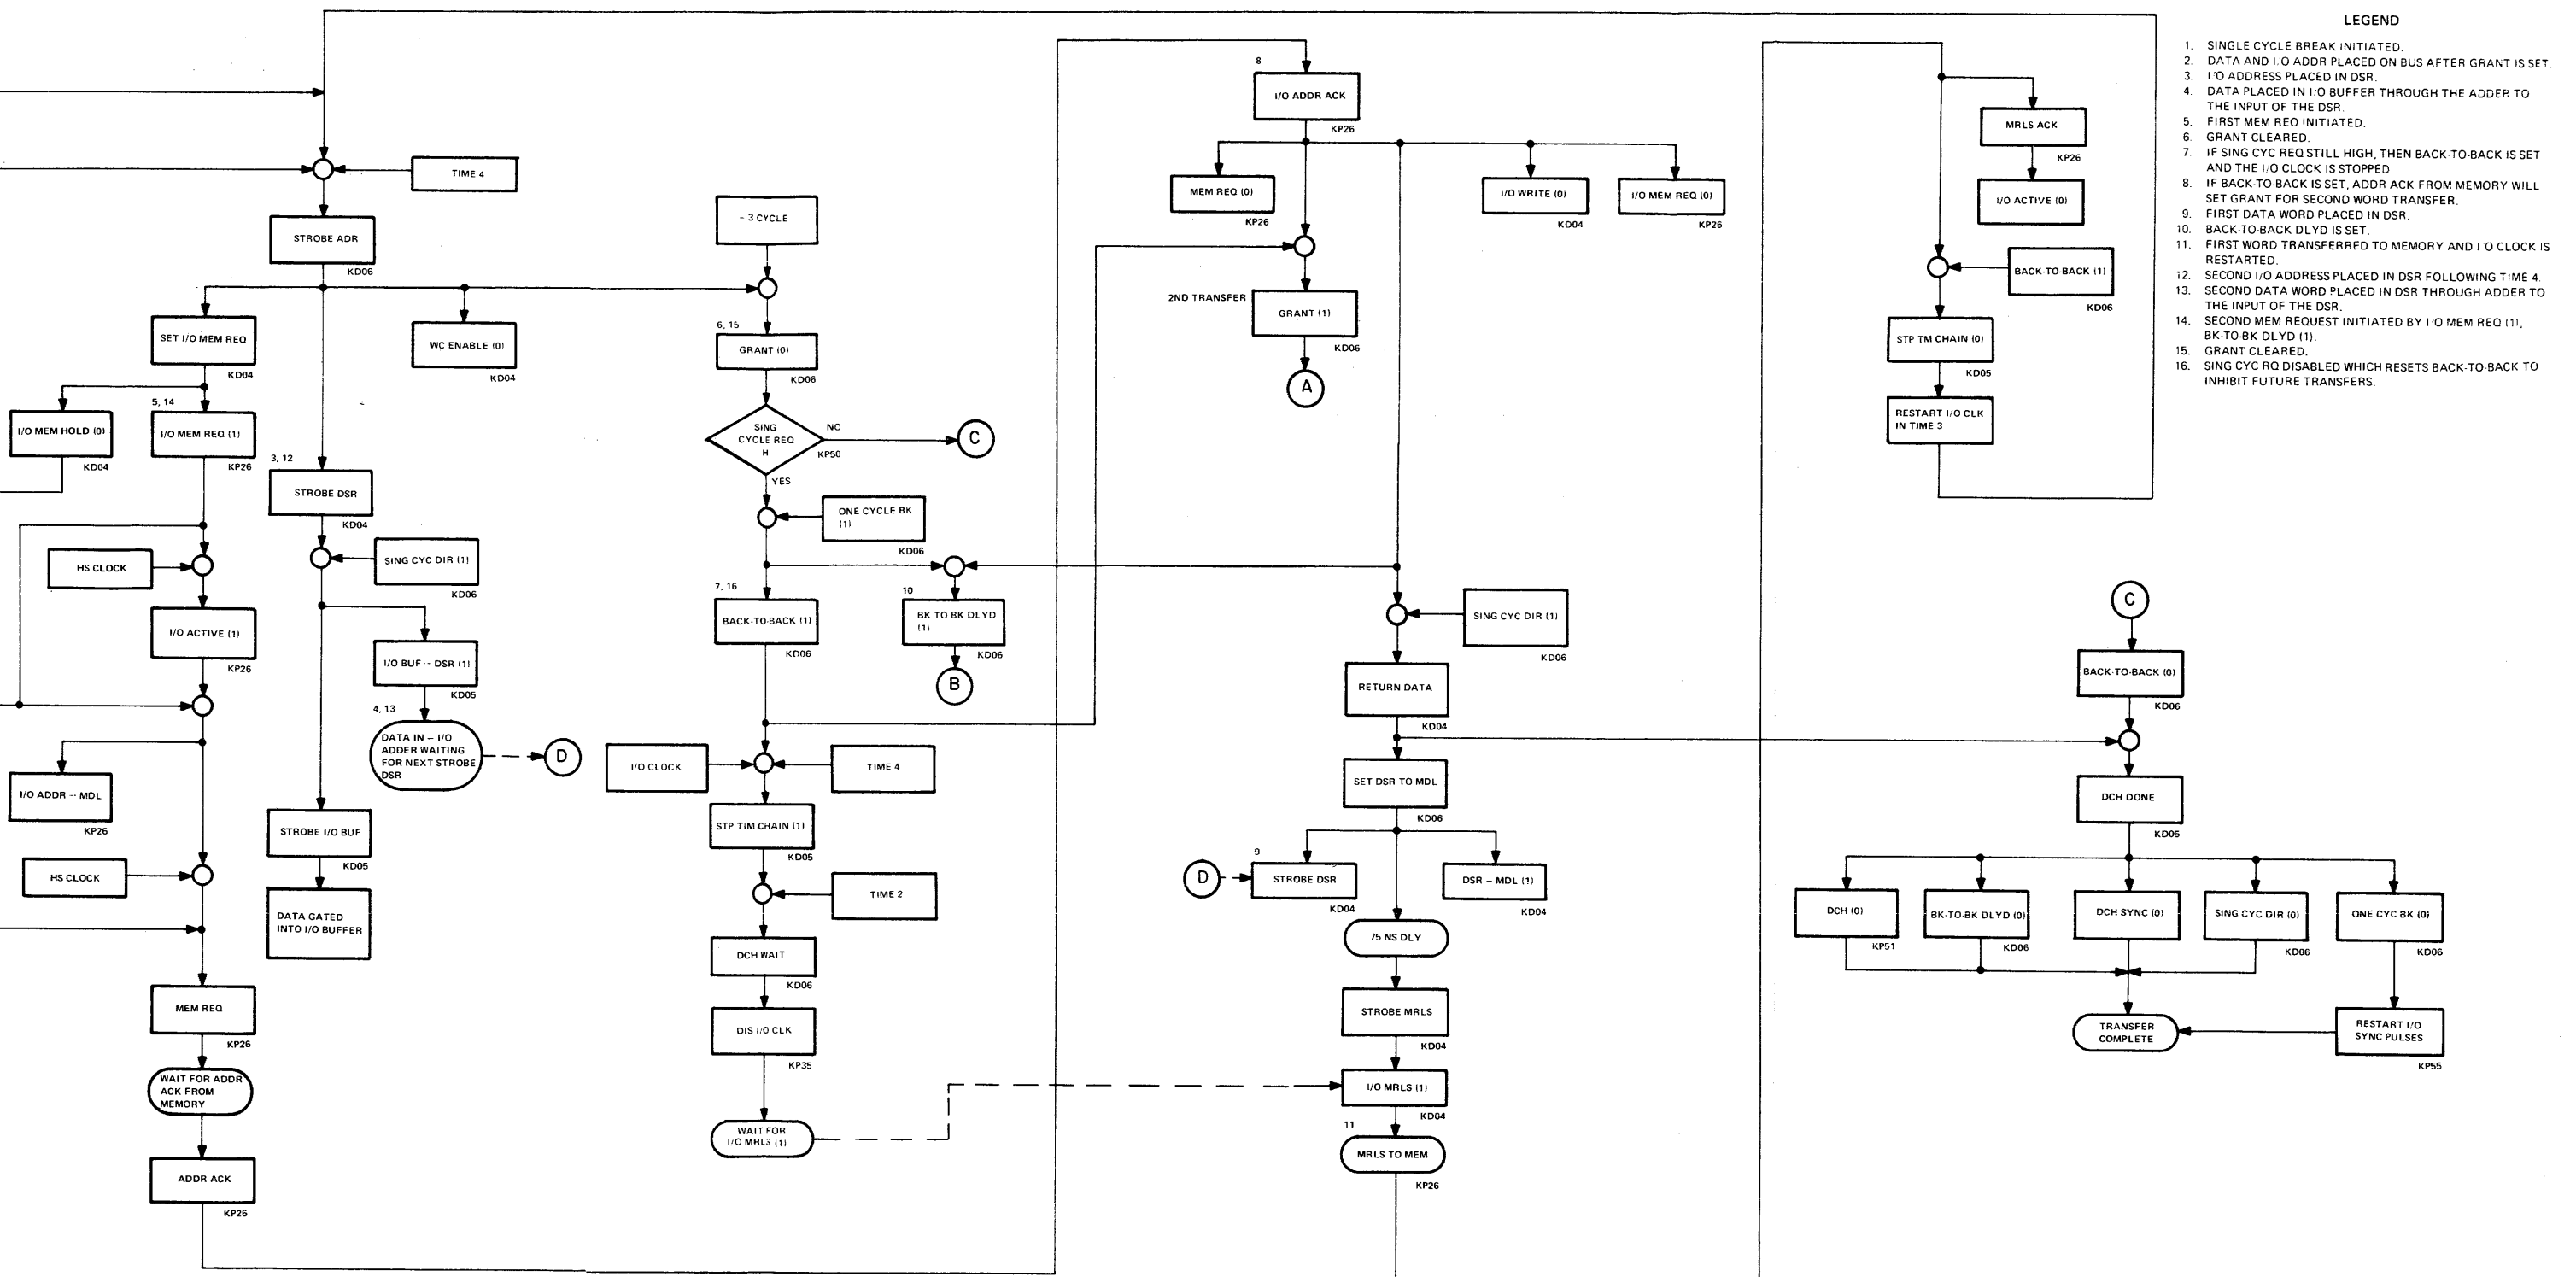 TIME 4
STROBE ADR
KD06
SET I/O MEM REQ
KD04
WC ENABLE (0)
KD04
I/O MEM HOLD (0)
KD04
5, 14
I/O MEM REQ (1)
KP26
3, 12
STROBE DSR
KD04
HS CLOCK
SING CYC DIR (1)
KD06
I/O ACTIVE (1)
KP26
I/O BUF -- DSR (1)
KD05
4, 13
DATA IN – I/O
ADDER WAITING
FOR NEXT STROBE
DSR
D
I/O ADDR -- MDL
KP26
STROBE I/O BUF
KD05
HS CLOCK
DATA GATED
INTO I/O BUFFER
MEM REQ
KP26
WAIT FOR ADDR
ACK FROM
MEMORY
ADDR ACK
KP26
– 3 CYCLE
6, 15
GRANT (0)
KD06
SING
CYCLE REQ
H
NO
KP50
C
YES
ONE CYCLE BK
(1)
KD06
7, 16
BACK-TO-BACK (1)
KD06
10
BK TO BK DLYD
(1)
KD06
B
I/O CLOCK
TIME 4
STP TIM CHAIN (1)
KD05
TIME 2
DCH WAIT
KD06
DIS I/O CLK
KP35
WAIT FOR
I/O MRLS (1)
8
I/O ADDR ACK
KP26
MEM REQ (0)
KP26
I/O WRITE (0)
KD04
I/O MEM REQ (0)
KP26
2ND TRANSFER
GRANT (1)
KD06
A
SING CYC DIR (1)
KD06
RETURN DATA
KD04
SET DSR TO MDL
KD06
9
D
STROBE DSR
KD04
DSR – MDL (1)
KD04
75 NS DLY
STROBE MRLS
KD04
I/O MRLS (1)
KD04
11
MRLS TO MEM
KP26
MRLS ACK
KP26
I/O ACTIVE (0)
BACK-TO-BACK (1)
KD06
STP TM CHAIN (0)
KD05
RESTART I/O CLK
IN TIME 3
C
BACK-TO-BACK (0)
KD06
DCH DONE
KD05
DCH (0)
KP51
BK-TO-BK DLYD (0)
KD06
DCH SYNC (0)
SING CYC DIR (0)
KD06
ONE CYC BK (0)
KD06
TRANSFER
COMPLETE
RESTART I/O
SYNC PULSES
KP55
LEGEND
1. SINGLE CYCLE BREAK INITIATED.
2. DATA AND I/O ADDR PLACED ON BUS AFTER GRANT IS SET.
3. I/O ADDRESS PLACED IN DSR.
4. DATA PLACED IN I/O BUFFER THROUGH THE ADDER TO
THE INPUT OF THE DSR.
5. FIRST MEM REQ INITIATED.
6. GRANT CLEARED.
7. IF SING CYC REQ STILL HIGH, THEN BACK-TO-BACK IS SET
AND THE I/O CLOCK IS STOPPED.
8. IF BACK-TO-BACK IS SET, ADDR ACK FROM MEMORY WILL
SET GRANT FOR SECOND WORD TRANSFER.
9. FIRST DATA WORD PLACED IN DSR.
10. BACK-TO-BACK DLYD IS SET.
11. FIRST WORD TRANSFERRED TO MEMORY AND I/O CLOCK IS
RESTARTED.
12. SECOND I/O ADDRESS PLACED IN DSR FOLLOWING TIME 4.
13. SECOND DATA WORD PLACED IN DSR THROUGH ADDER TO
THE INPUT OF THE DSR.
14. SECOND MEM REQUEST INITIATED BY I/O MEM REQ (1),
BK-TO-BK DLYD (1).
15. GRANT CLEARED.
16. SING CYC RQ DISABLED WHICH RESETS BACK-TO-BACK TO
INHIBIT FUTURE TRANSFERS.